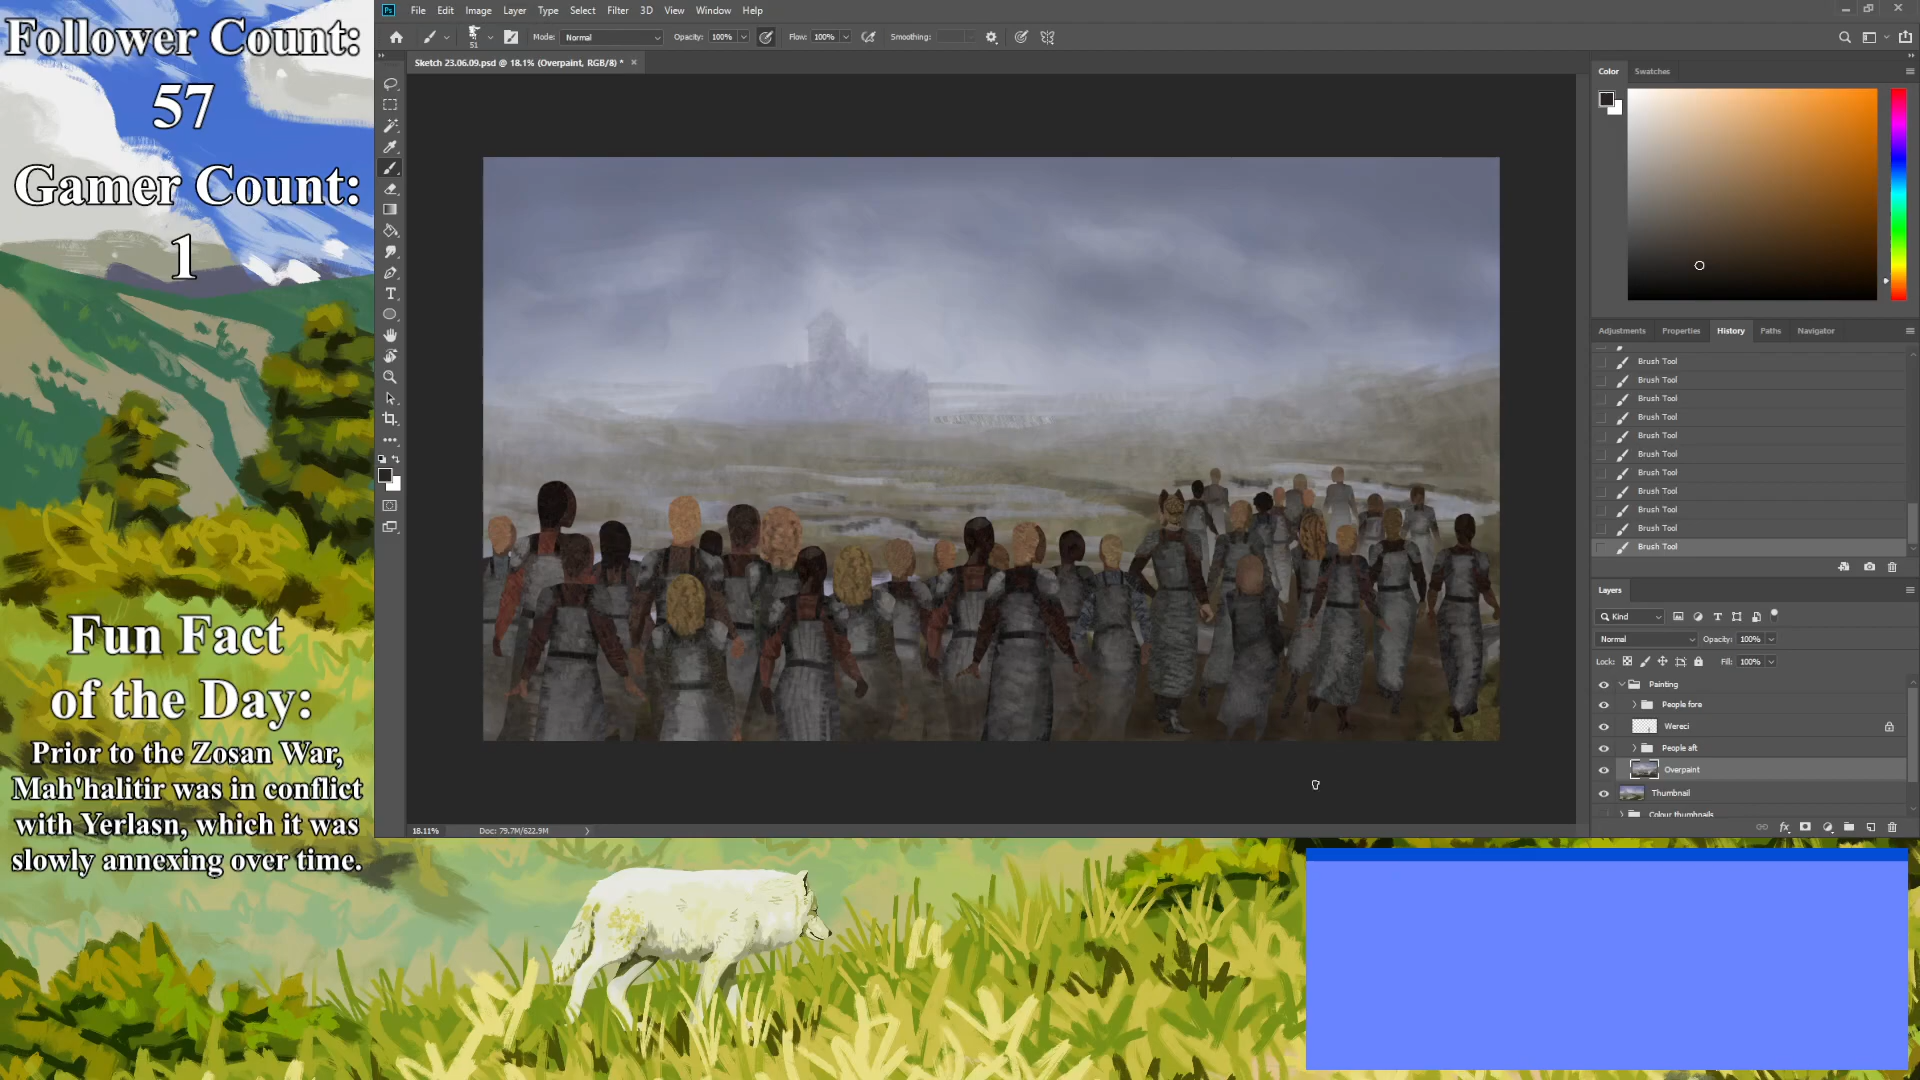 Follower Count:
57
Gamer Count:
1
Fun Fact
of the Day:
Prior to the Zosan War,
Mah'halitir was in conflict
with Yerlasn, which it was
slowly annexing over time.
Ps File Edit Image Layer Type Select Filter 3D View Window Help
51 Mode: Normal Opacity: 100% Flow: 100% Smoothing:
Sketch 23.06.09.psd @ 18.1% (Overpaint, RGB/8) *
18.11% Doc: 79.7M/622.9M
Color Swatches
Adjustments Properties History Paths Navigator
Brush Tool
Brush Tool
Brush Tool
Brush Tool
Brush Tool
Brush Tool
Brush Tool
Brush Tool
Brush Tool
Brush Tool
Brush Tool
Layers
Kind
Normal Opacity: 100%
Lock: Fill: 100%
Painting
People fore
Wereci
People aft
Overpaint
Thumbnail
Colour thumbnails
fx